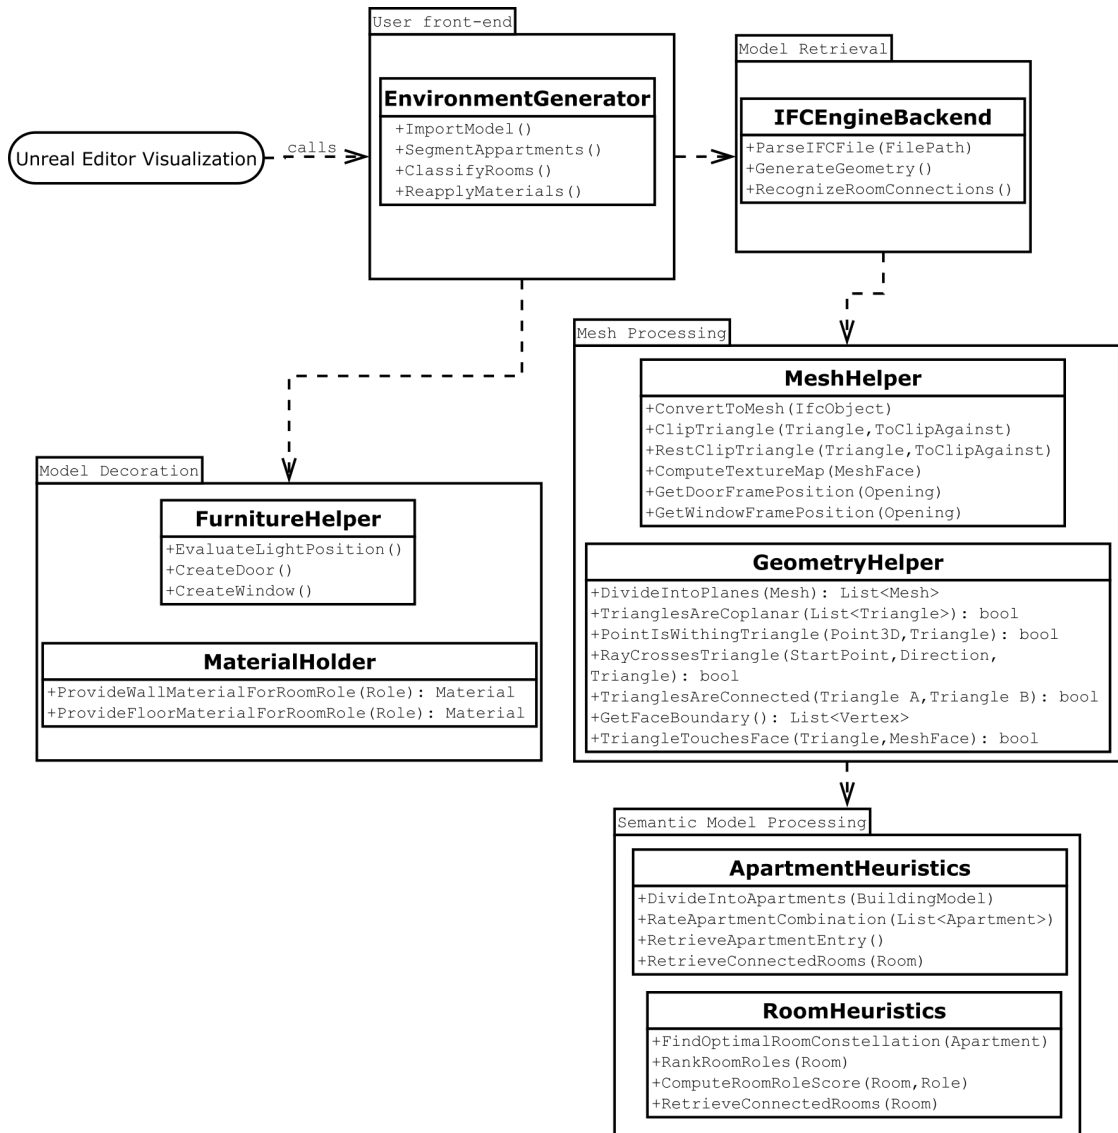 User front-end
EnvironmentGenerator
+ImportModel()
+SegmentAppartments()
+ClassifyRooms()
+ReapplyMaterials()
Model Retrieval
IFCEngineBackend
+ParseIFCFile(FilePath)
+GenerateGeometry()
+RecognizeRoomConnections()
Unreal Editor Visualization
calls
Mesh Processing
MeshHelper
+ConvertToMesh(IfcObject)
+ClipTriangle(Triangle,ToClipAgainst)
+RestClipTriangle(Triangle,ToClipAgainst)
+ComputeTextureMap(MeshFace)
+GetDoorFramePosition(Opening)
+GetWindowFramePosition(Opening)
GeometryHelper
+DivideIntoPlanes(Mesh): List<Mesh>
+TrianglesAreCoplanar(List<Triangle>): bool
+PointIsWithingTriangle(Point3D,Triangle): bool
+RayCrossesTriangle(StartPoint,Direction,
Triangle): bool
+TrianglesAreConnected(Triangle A,Triangle B): bool
+GetFaceBoundary(): List<Vertex>
+TriangleTouchesFace(Triangle,MeshFace): bool
Model Decoration
FurnitureHelper
+EvaluateLightPosition()
+CreateDoor()
+CreateWindow()
MaterialHolder
+ProvideWallMaterialForRoomRole(Role): Material
+ProvideFloorMaterialForRoomRole(Role): Material
Semantic Model Processing
ApartmentHeuristics
+DivideIntoApartments(BuildingModel)
+RateApartmentCombination(List<Apartment>)
+RetrieveApartmentEntry()
+RetrieveConnectedRooms(Room)
RoomHeuristics
+FindOptimalRoomConstellation(Apartment)
+RankRoomRoles(Room)
+ComputeRoomRoleScore(Room,Role)
+RetrieveConnectedRooms(Room)